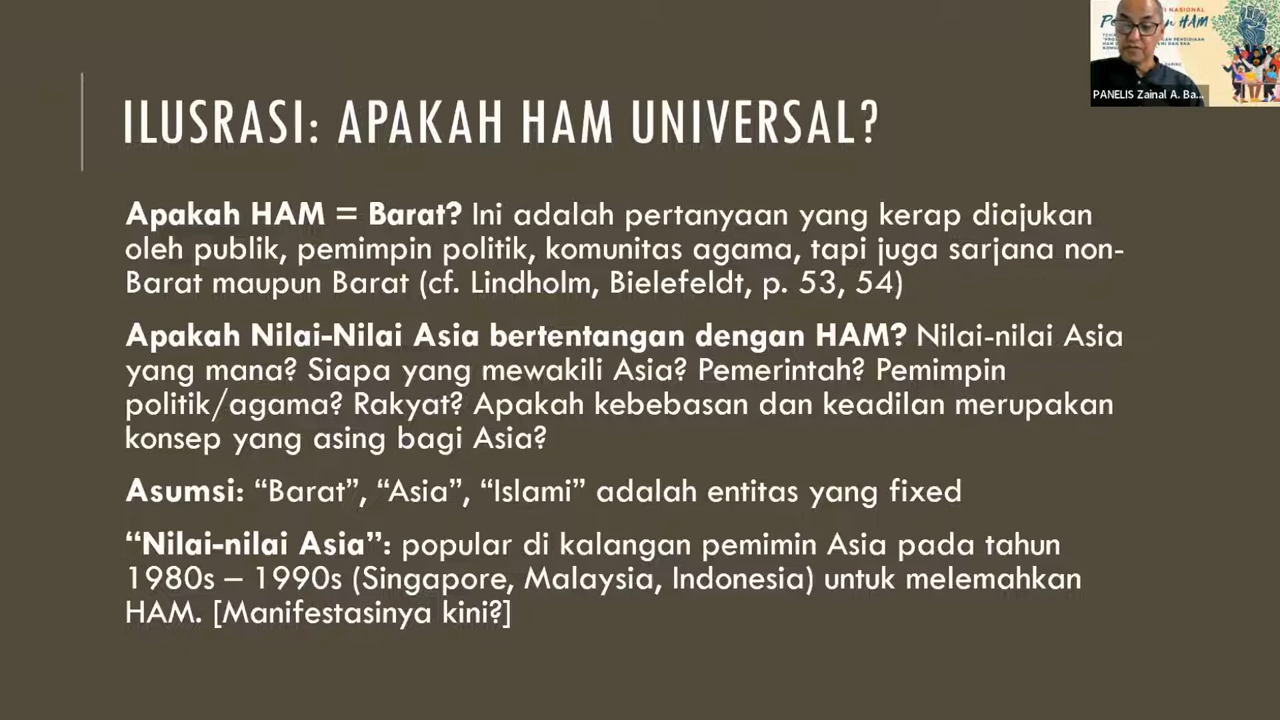 ILUSRASI: APAKAH HAM UNIVERSAL?
Apakah HAM = Barat? Ini adalah pertanyaan yang kerap diajukan
oleh publik, pemimpin politik, komunitas agama, tapi juga sarjana non-
Barat maupun Barat (cf. Lindholm, Bielefeldt, p. 53, 54)
Apakah Nilai-Nilai Asia bertentangan dengan HAM? Nilai-nilai Asia
yang mana? Siapa yang mewakili Asia? Pemerintah? Pemimpin
politik/agama? Rakyat? Apakah kebebasan dan keadilan merupakan
konsep yang asing bagi Asia?
Asumsi: “Barat”, “Asia”, “Islami” adalah entitas yang fixed
“Nilai-nilai Asia”: popular di kalangan pemimin Asia pada tahun
1980s – 1990s (Singapore, Malaysia, Indonesia) untuk melemahkan
HAM. [Manifestasinya kini?]
NASIONAL
HAM
PANELIS Zainal A. Ba...